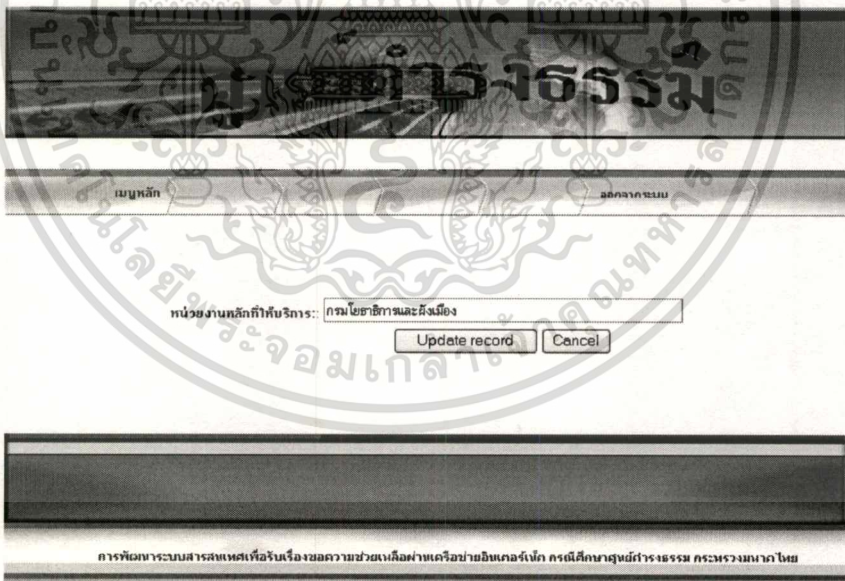 ดำรงธรรม
เมนูหลัก ออกจากระบบ
หน่วยงานหลักที่ให้บริการ: กรมโยธาธิการและผังเมือง
Update record Cancel
การพัฒนาระบบสารสนเทศเพื่อรับเรื่องขอความช่วยเหลือผ่านเครือข่ายอินเตอร์เน็ต กรณีศึกษาศูนย์ดำรงธรรม กระทรวงมหาดไทย